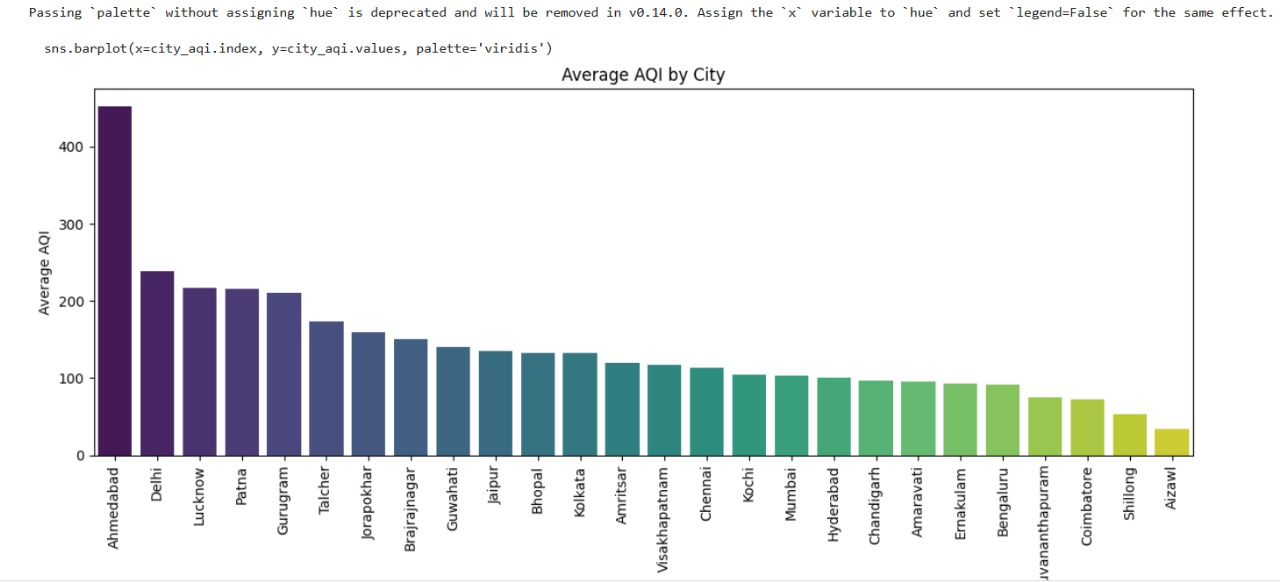 Passing `palette` without assigning `hue` is deprecated and will be removed in v0.14.0. Assign the `x` variable to `hue` and set `legend=False` for the same effect.
sns.barplot(x=city_aqi.index, y=city_aqi.values, palette='viridis')
Average AQI by City
Average AQI
400
300
200
100
0
Ahmedabad
Delhi
Lucknow
Patna
Gurugram
Talcher
Jorapokhar
Brajrajnagar
Guwahati
Jaipur
Bhopal
Kolkata
Amritsar
Visakhapatnam
Chennai
Kochi
Mumbai
Hyderabad
Chandigarh
Amaravati
Ernakulam
Bengaluru
uvananthapuram
Coimbatore
Shillong
Aizawl